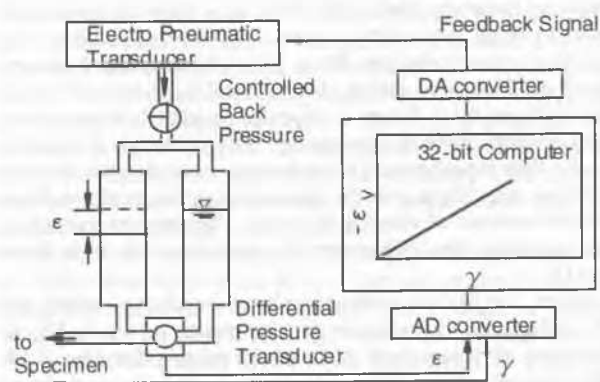 Electro Pneumatic
Transducer
Feedback Signal
Controlled
Back
Pressure
DA converter
32-bit Computer
-ε v
γ
ε
Differential
Pressure
Transducer
AD converter
to
Specimen
ε
γ